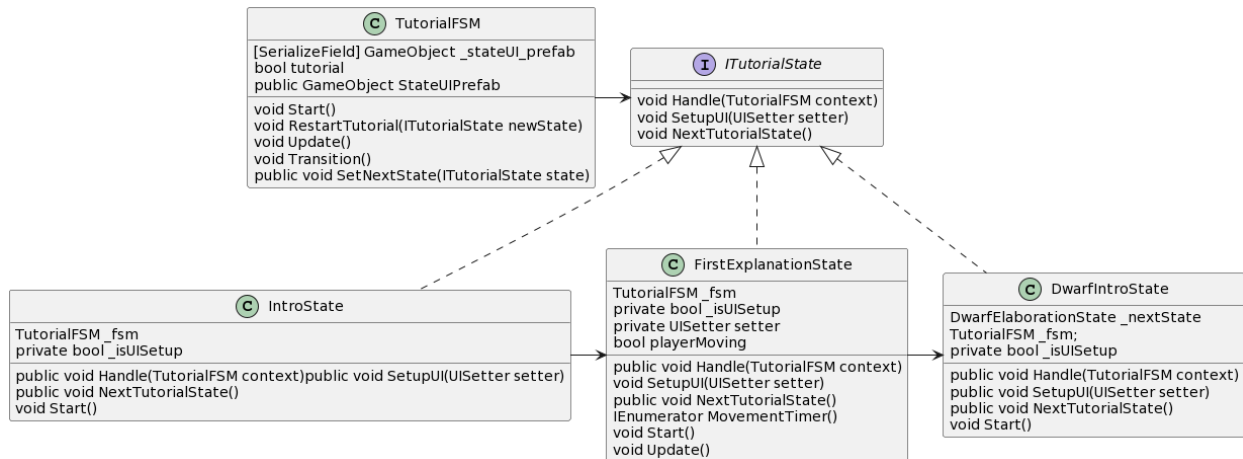 C TutorialFSM
[SerializeField] GameObject _stateUI_prefab
bool tutorial
public GameObject StateUIPrefab
void Start()
void RestartTutorial(ITutorialState newState)
void Update()
void Transition()
public void SetNextState(ITutorialState state)
I ITutorialState
void Handle(TutorialFSM context)
void SetupUI(UISetter setter)
void NextTutorialState()
C IntroState
TutorialFSM _fsm
private bool _isUISetup
public void Handle(TutorialFSM context)public void SetupUI(UISetter setter)
public void NextTutorialState()
void Start()
C FirstExplanationState
TutorialFSM _fsm
private bool _isUISetup
private UISetter setter
bool playerMoving
public void Handle(TutorialFSM context)
void SetupUI(UISetter setter)
public void NextTutorialState()
IEnumerator MovementTimer()
void Start()
void Update()
C DwarfIntroState
DwarfElaborationState _nextState
TutorialFSM _fsm;
private bool _isUISetup
public void Handle(TutorialFSM context)
public void SetupUI(UISetter setter)
public void NextTutorialState()
void Start()